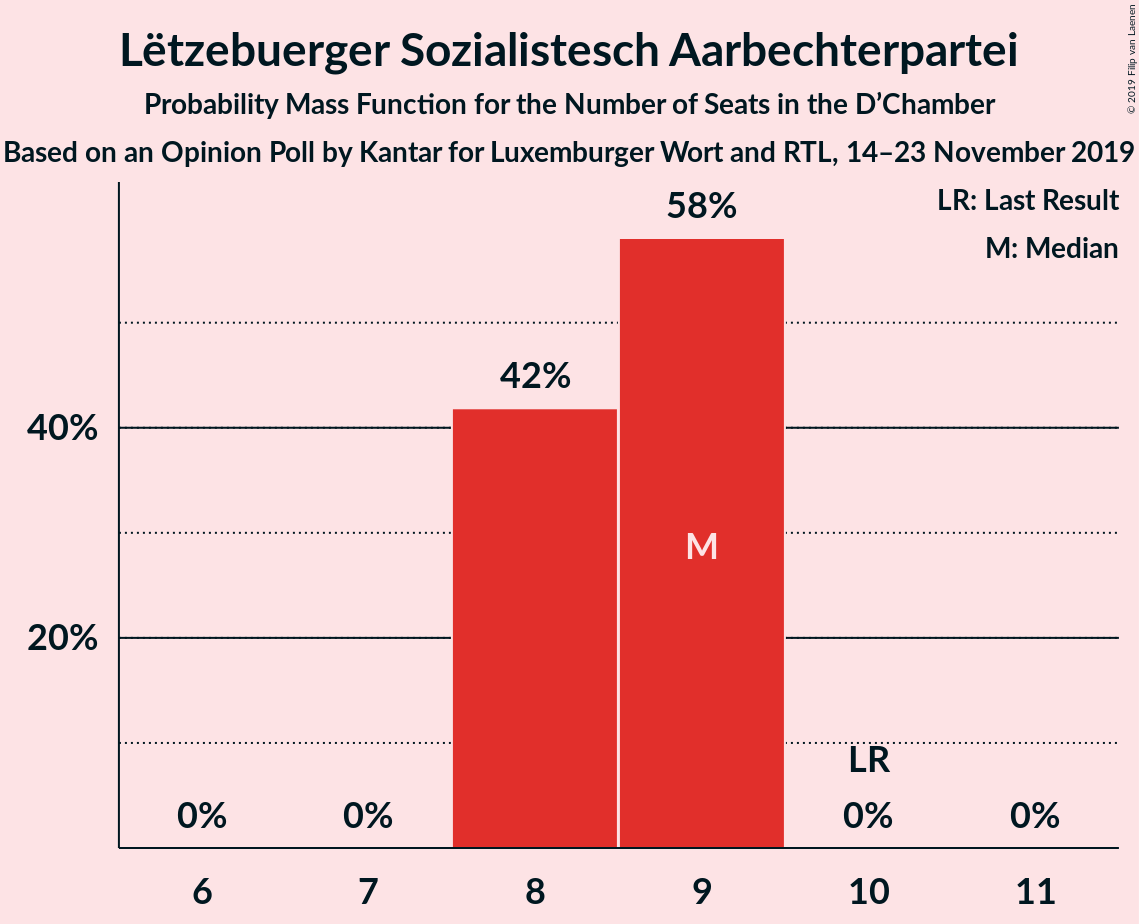 Lëtzebuerger Sozialistesch Aarbechterpartei
Probability Mass Function for the Number of Seats in the D’Chamber
Based on an Opinion Poll by Kantar for Luxemburger Wort and RTL, 14–23 November 2019
© 2019 Filip van Laenen
LR: Last Result
M: Median
58%
42%
40%
M
20%
LR
0%
0%
0%
0%
6
7
8
9
10
11